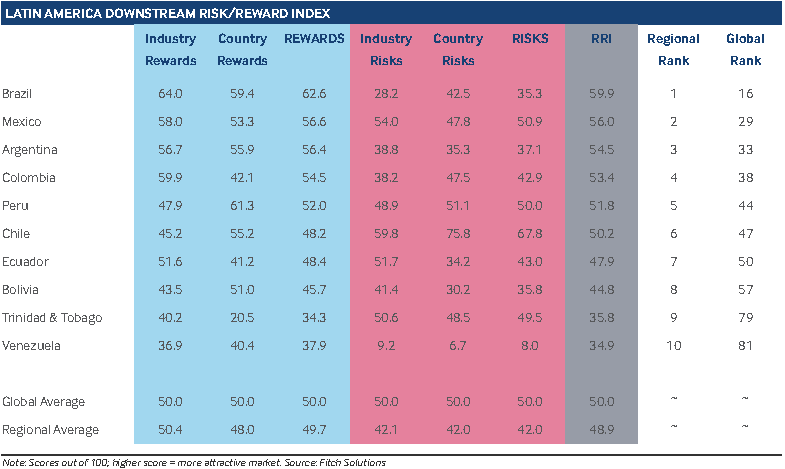 LATIN AMERICA DOWNSTREAM RISK/REWARD INDEX
Industry Rewards Country Rewards REWARDS Industry Risks Country Risks RISKS RRI Regional Rank Global Rank
Brazil 64.0 59.4 62.6 28.2 42.5 35.3 59.9 1 16
Mexico 58.0 53.3 56.6 54.0 47.8 50.9 56.0 2 29
Argentina 56.7 55.9 56.4 38.8 35.3 37.1 54.5 3 33
Colombia 59.9 42.1 54.5 38.2 47.5 42.9 53.4 4 38
Peru 47.9 61.3 52.0 48.9 51.1 50.0 51.8 5 44
Chile 45.2 55.2 48.2 59.8 75.8 67.8 50.2 6 47
Ecuador 51.6 41.2 48.4 51.7 34.2 43.0 47.9 7 50
Bolivia 43.5 51.0 45.7 41.4 30.2 35.8 44.8 8 57
Trinidad & Tobago 40.2 20.5 34.3 50.6 48.5 49.5 35.8 9 79
Venezuela 36.9 40.4 37.9 9.2 6.7 8.0 34.9 10 81
Global Average 50.0 50.0 50.0 50.0 50.0 50.0 50.0 ~ ~
Regional Average 50.4 48.0 49.7 42.1 42.0 42.0 48.9 ~ ~
Note: Scores out of 100; higher score = more attractive market. Source: Fitch Solutions